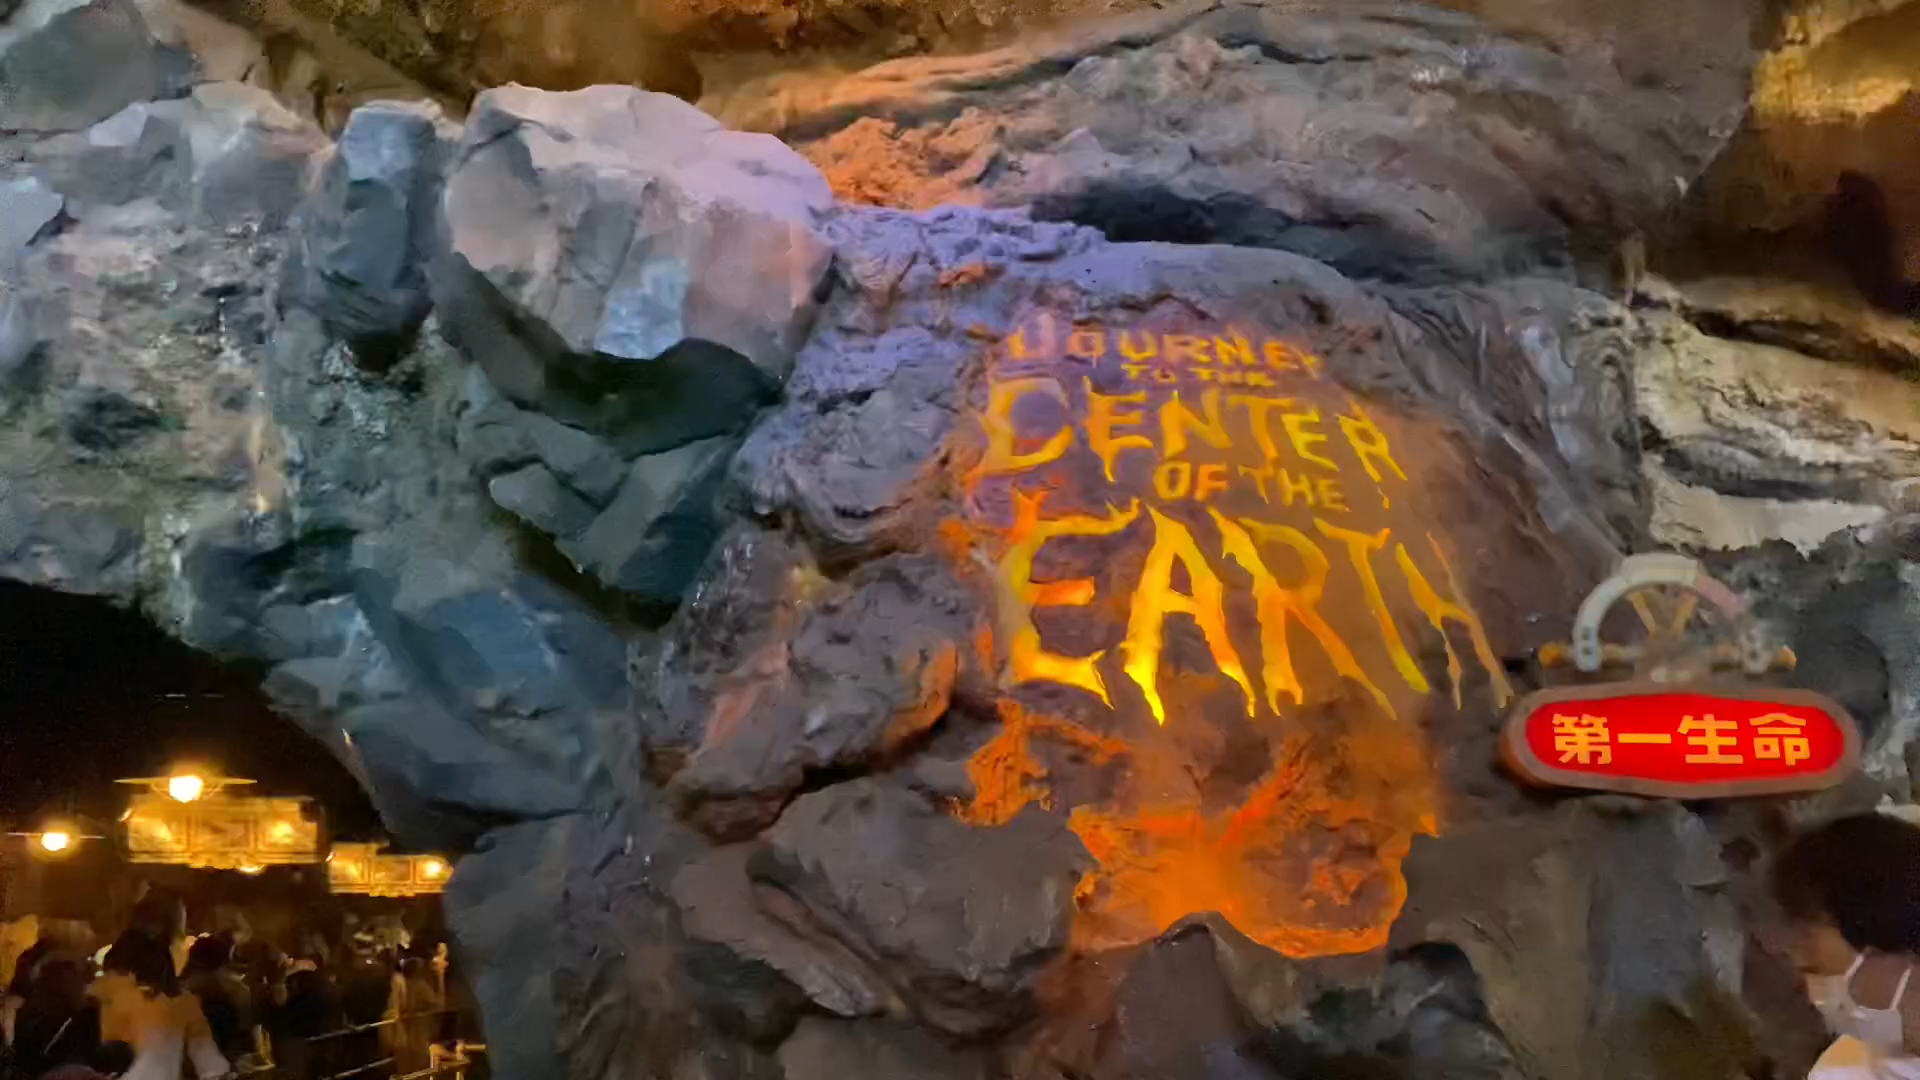 JOURNEY
TO THE
CENTER
OF THE
EARTH
第一生命